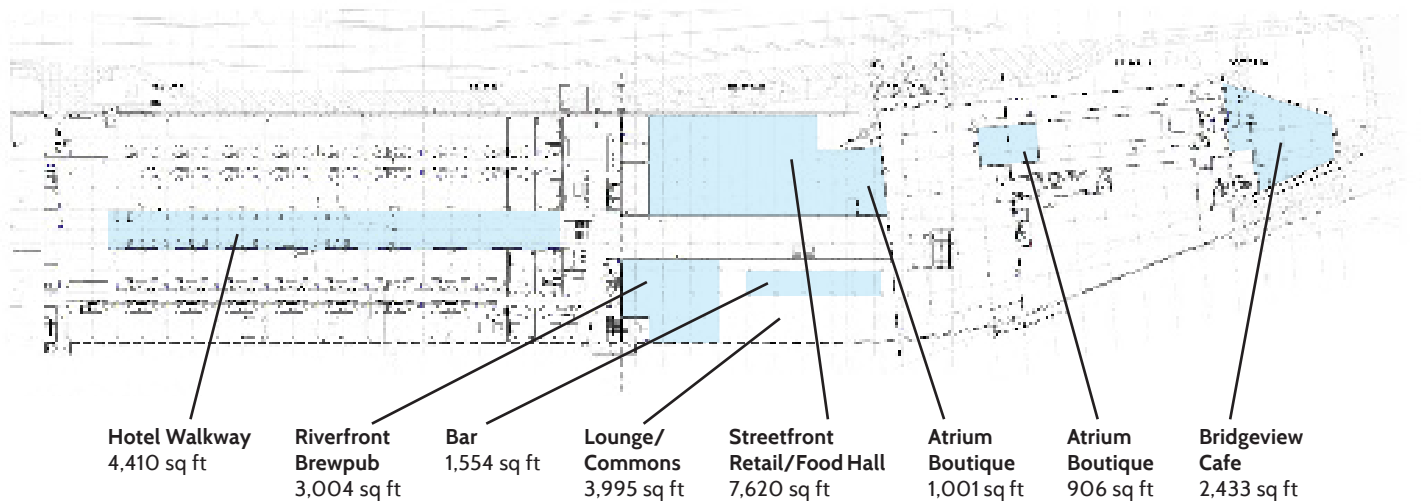 Hotel Walkway
4,410 sq ft
Riverfront
Brewpub
3,004 sq ft
Bar
1,554 sq ft
Lounge/
Commons
3,995 sq ft
Streetfront
Retail/Food Hall
7,620 sq ft
Atrium
Boutique
1,001 sq ft
Atrium
Boutique
906 sq ft
Bridgeview
Cafe
2,433 sq ft